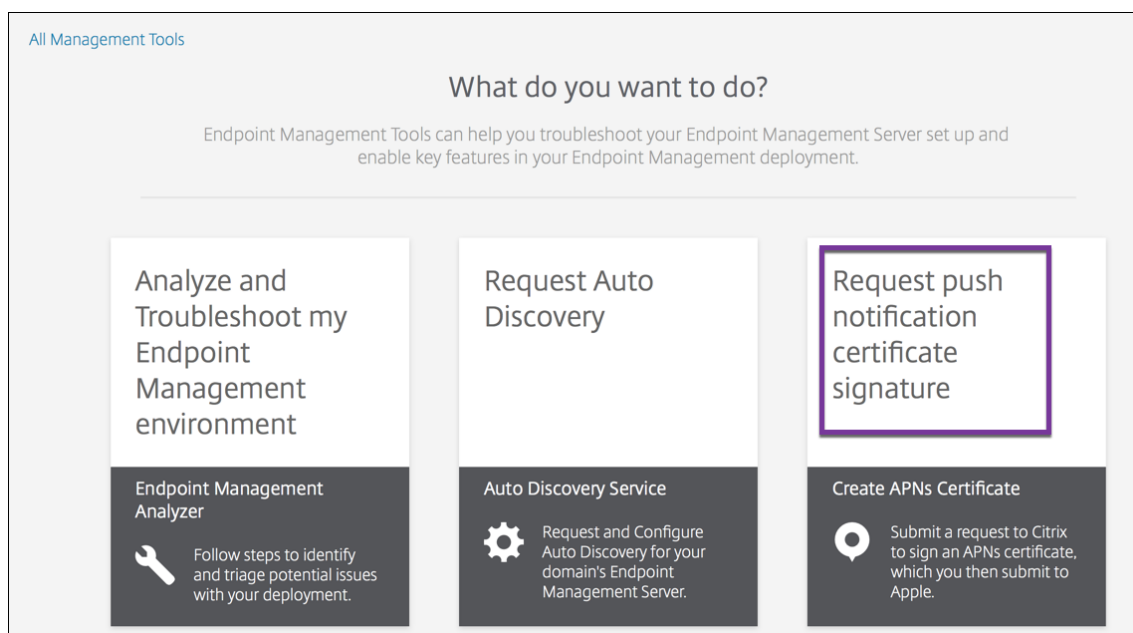 All Management Tools
What do you want to do?
Endpoint Management Tools can help you troubleshoot your Endpoint Management Server set up and
enable key features in your Endpoint Management deployment.
Analyze and
Troubleshoot my
Endpoint
Management
environment
Endpoint Management
Analyzer
Follow steps to identify
and triage potential issues
with your deployment.
Request Auto
Discovery
Auto Discovery Service
Request and Configure
Auto Discovery for your
domain's Endpoint
Management Server.
Request push
notification
certificate
signature
Create APNs Certificate
Submit a request to Citrix
to sign an APNs certificate,
which you then submit to
Apple.